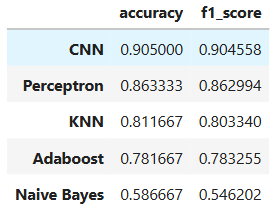 accuracy f1_score
CNN 0.905000 0.904558
Perceptron 0.863333 0.862994
KNN 0.811667 0.803340
Adaboost 0.781667 0.783255
Naive Bayes 0.586667 0.546202